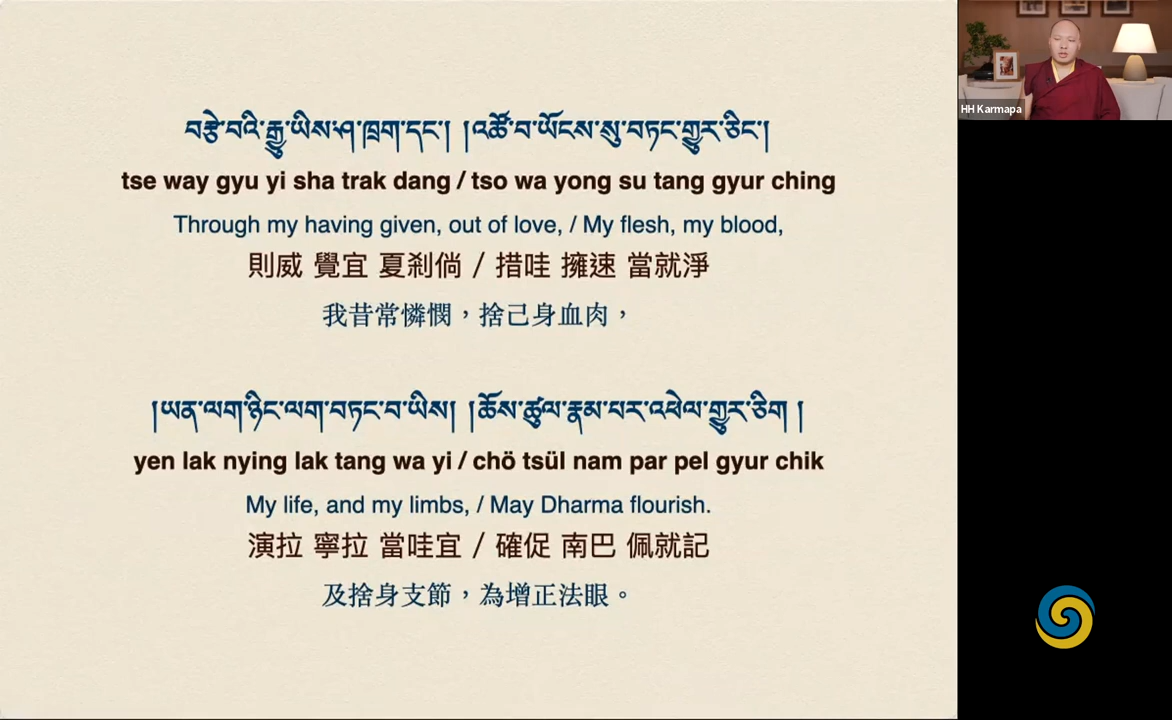 བརྩེ་བའི་རྒྱུ་ཡིས་ཤ་ཁྲག་དང་། །འཚོ་བ་ཡོངས་སུ་བཏང་གྱུར་ཅིང་།
tse way gyu yi sha trak dang / tso wa yong su tang gyur ching
Through my having given, out of love, / My flesh, my blood,
則威 覺宜 夏剎倘 / 措哇 擁速 當就淨
我昔常憐憫，捨己身血肉，
།ཡན་ལག་ཉིང་ལག་བཏང་བ་ཡིས། །ཆོས་ཚུལ་རྣམ་པར་འཕེལ་གྱུར་ཅིག །
yen lak nying lak tang wa yi / chö tsül nam par pel gyur chik
My life, and my limbs, / May Dharma flourish.
演拉 寧拉 當哇宜 / 確促 南巴 佩就記
及捨身支節，為增正法眼。
HH Karmapa